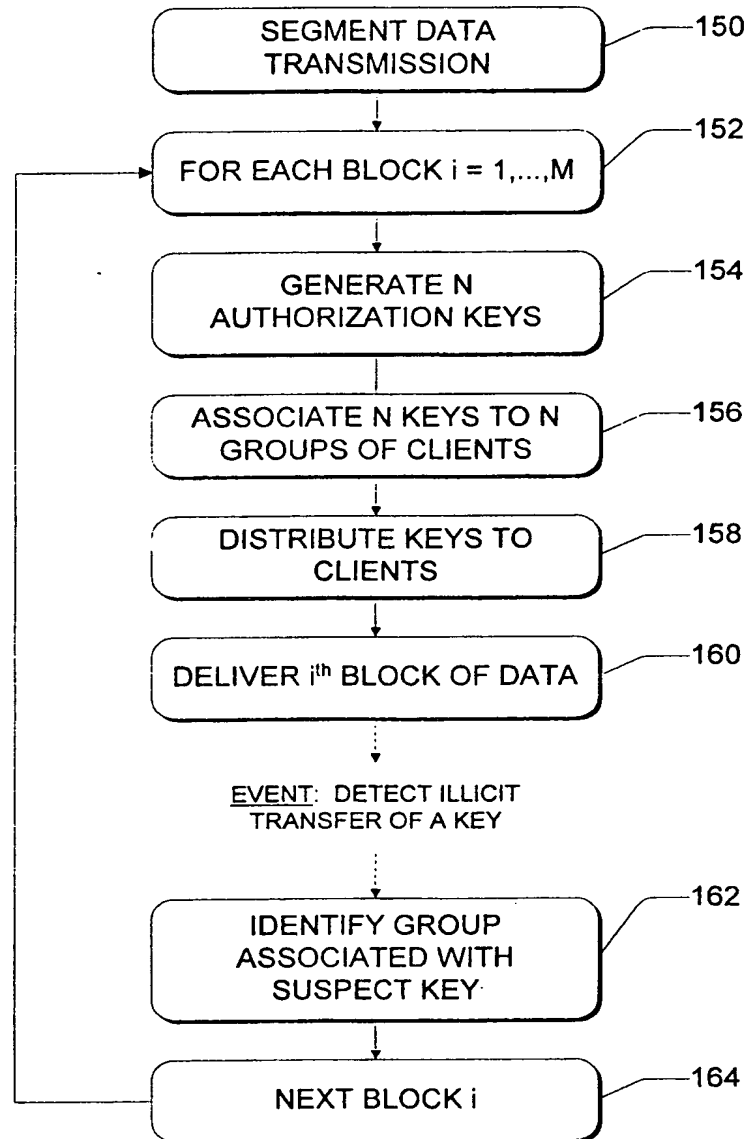 SEGMENT DATA
TRANSMISSION
150
FOR EACH BLOCK i = 1,...,M
152
GENERATE N
AUTHORIZATION KEYS
154
ASSOCIATE N KEYS TO N
GROUPS OF CLIENTS
156
DISTRIBUTE KEYS TO
CLIENTS
158
DELIVER ith BLOCK OF DATA
160
EVENT: DETECT ILLICIT
TRANSFER OF A KEY
IDENTIFY GROUP
ASSOCIATED WITH
SUSPECT KEY
162
NEXT BLOCK i
164